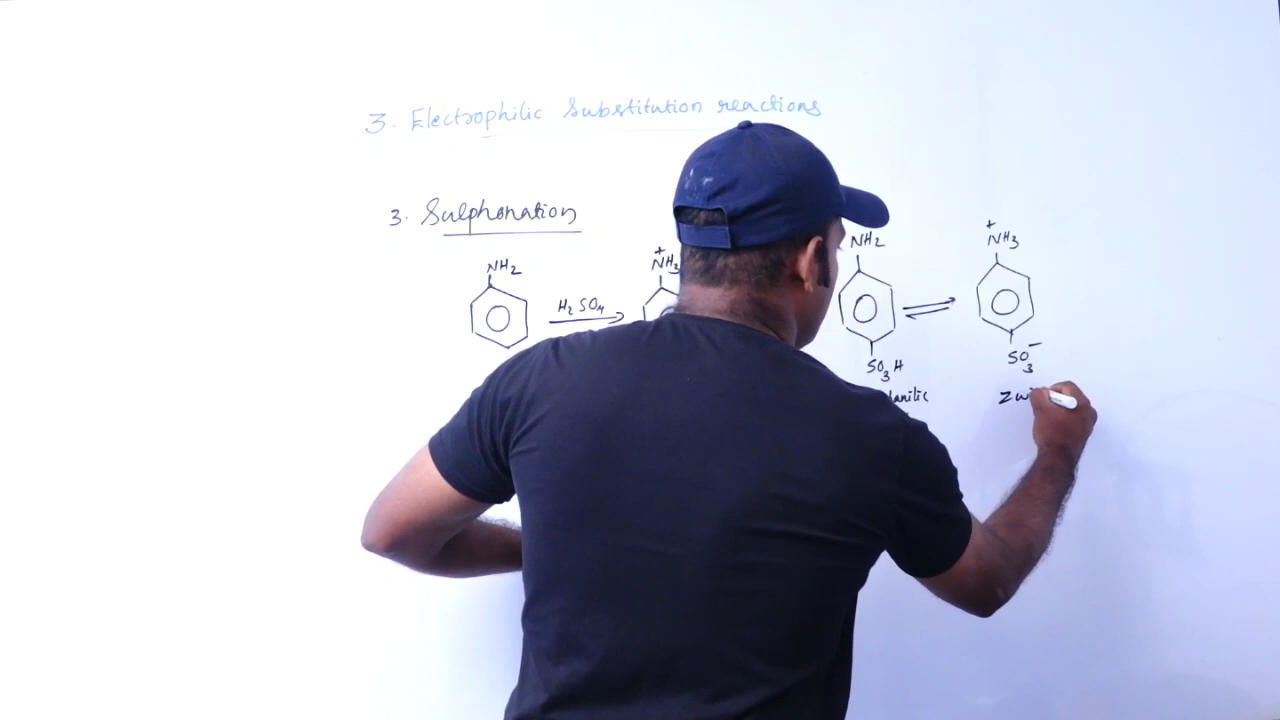 3. Electrophilic Substitution reactions
3. Sulphonation
NH2
H2SO4
+
NH3
NH2
SO3H
+
NH3
SO3−